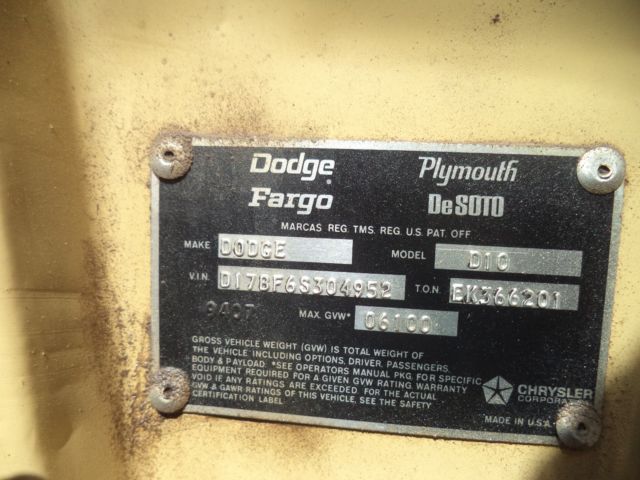 Dodge Plymouth
Fargo DeSOTO
MARCAS REG. TMS. REG. U.S. PAT. OFF.
MAKE DODGE MODEL D10
V.I.N. D17BF6S304952 T.O.N. EK366201
9407 MAX. GVW* 06100
GROSS VEHICLE WEIGHT (GVW) IS TOTAL WEIGHT OF
THE VEHICLE INCLUDING OPTIONS, DRIVER, PASSENGERS,
BODY & PAYLOAD. *SEE OPERATORS MANUAL PKG FOR SPECIFIC
EQUIPMENT REQUIRED FOR A GIVEN GVW RATING. WARRANTY
VOID IF ANY RATINGS ARE EXCEEDED. FOR THE ACTUAL
GVW & GAWR RATINGS OF THIS VEHICLE, SEE THE SAFETY
CERTIFICATION LABEL.
CHRYSLER
MADE IN U.S.A.